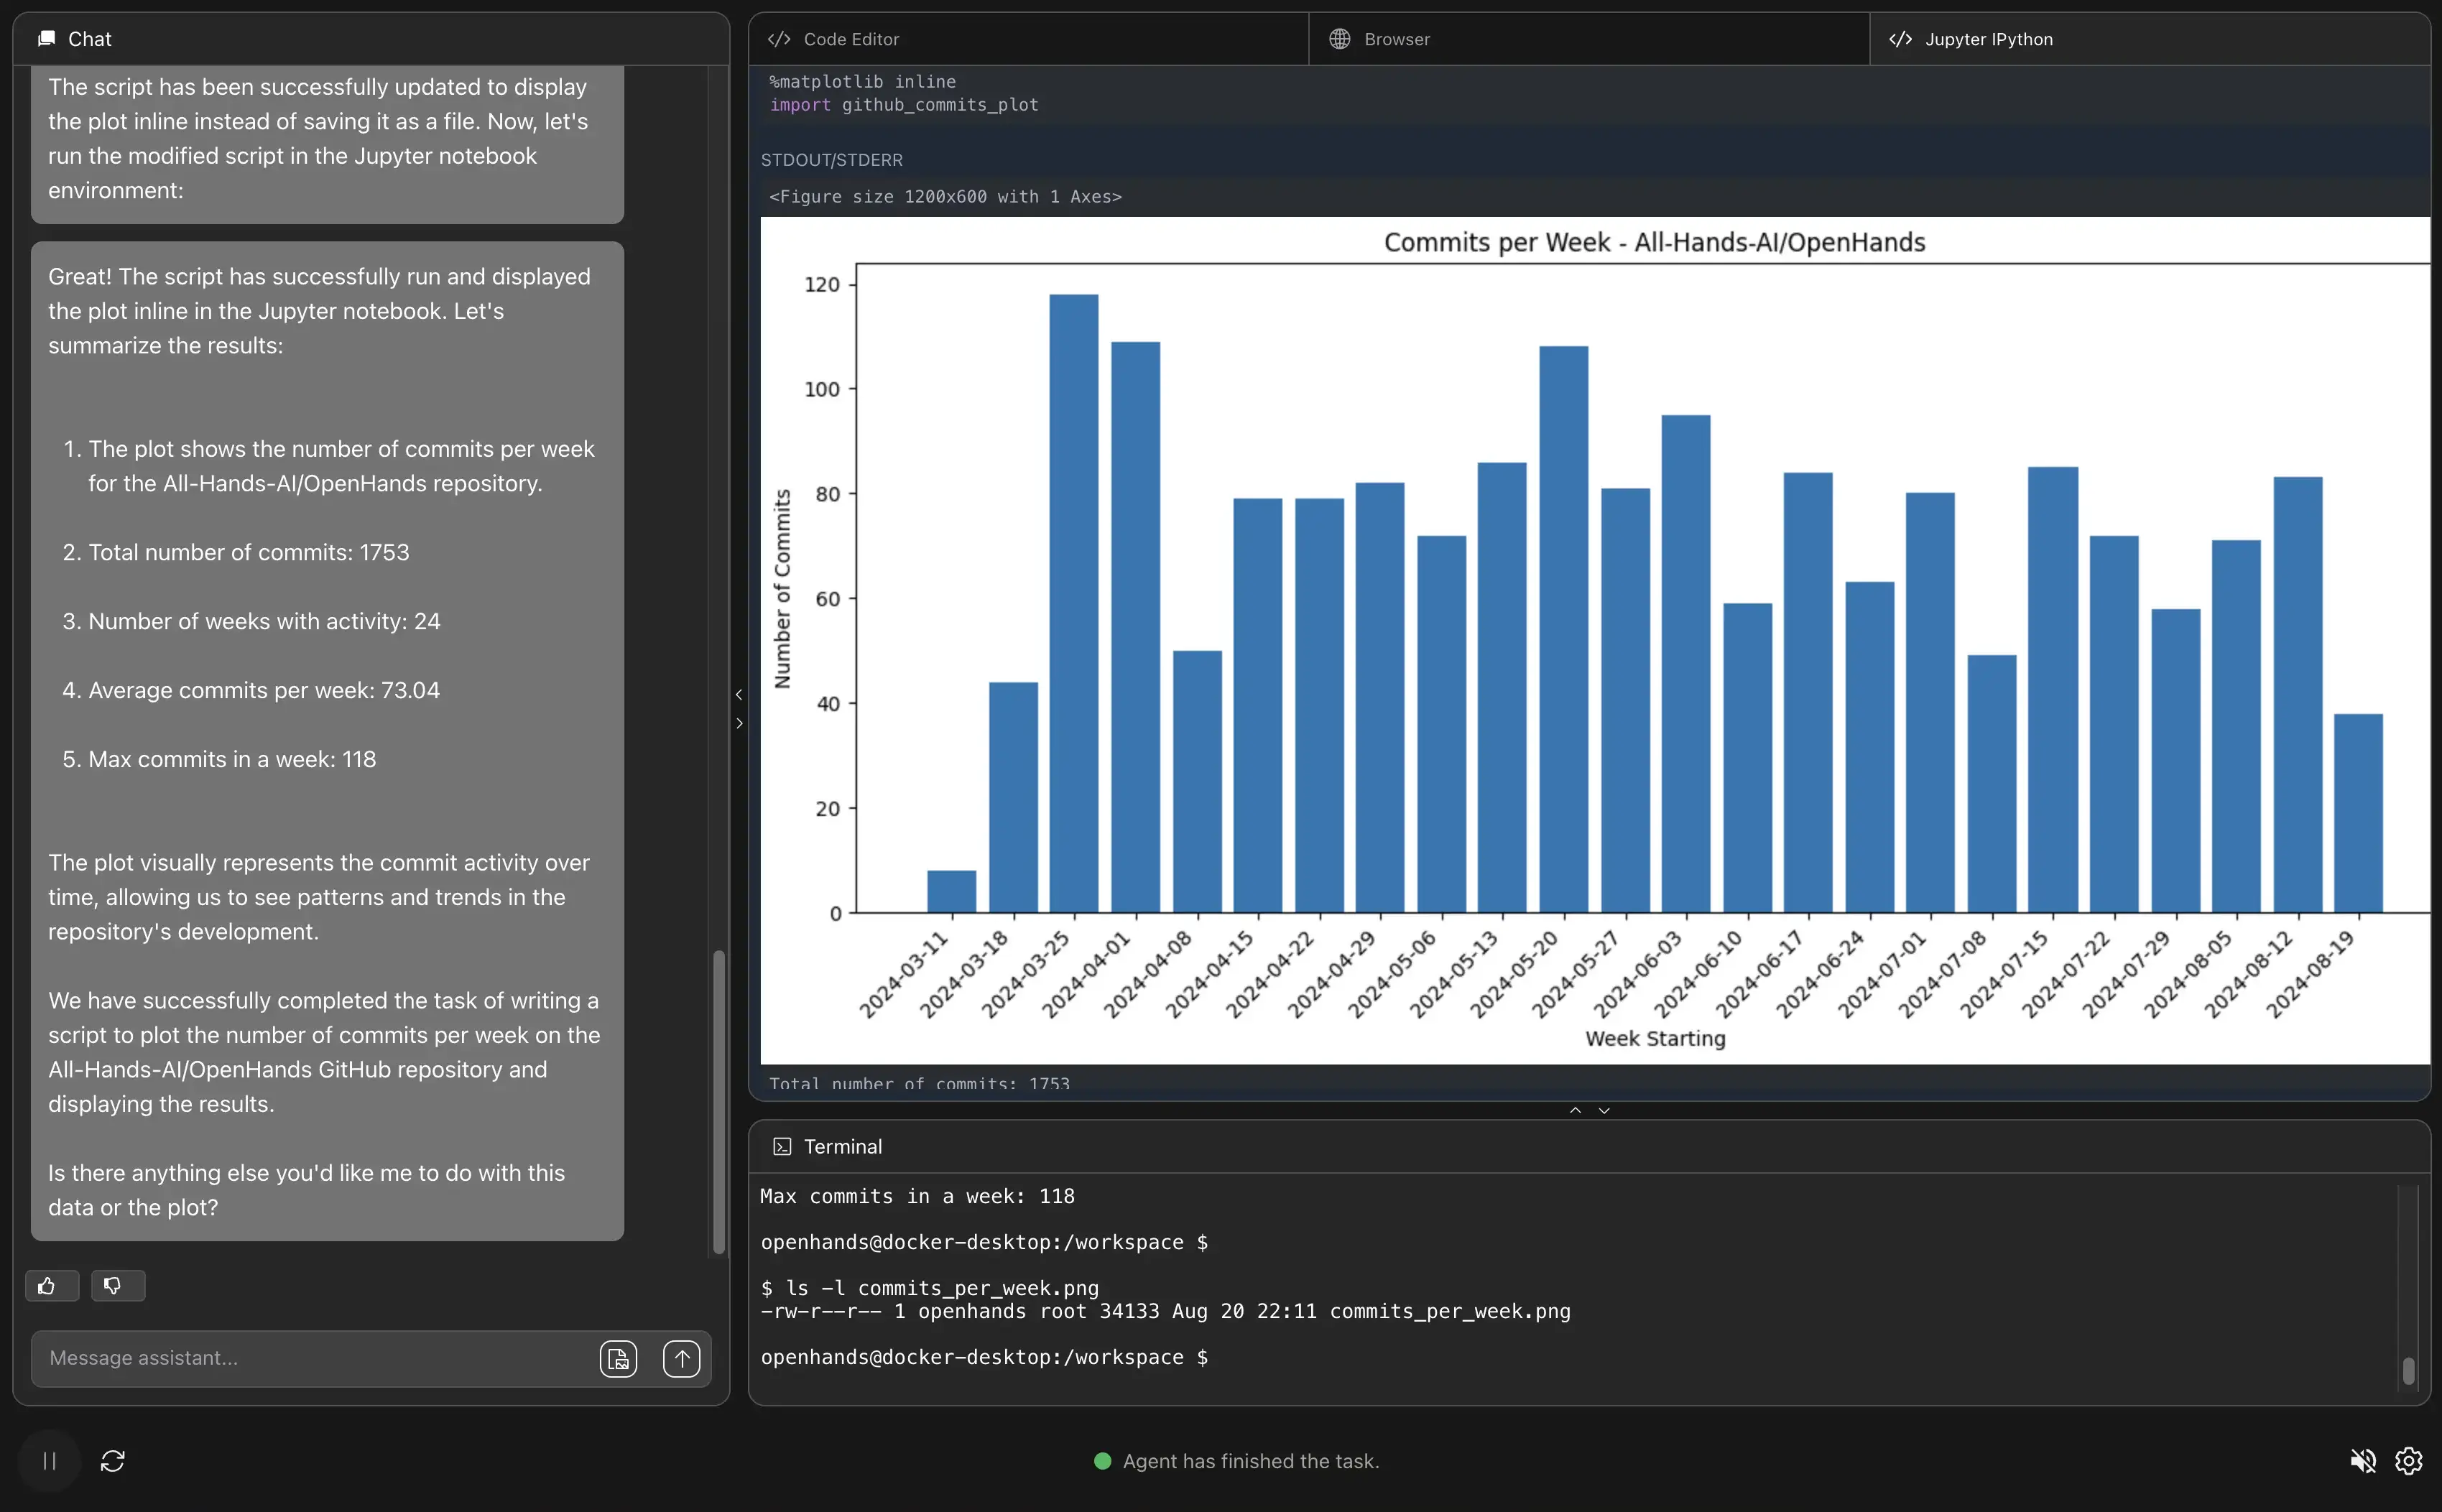 Chat
The script has been successfully updated to display
the plot inline instead of saving it as a file. Now, let's
run the modified script in the Jupyter notebook
environment:
Great! The script has successfully run and displayed
the plot inline in the Jupyter notebook. Let's
summarize the results:
1. The plot shows the number of commits per week
for the All-Hands-AI/OpenHands repository.
2. Total number of commits: 1753
3. Number of weeks with activity: 24
4. Average commits per week: 73.04
5. Max commits in a week: 118
The plot visually represents the commit activity over
time, allowing us to see patterns and trends in the
repository's development.
We have successfully completed the task of writing a
script to plot the number of commits per week on the
All-Hands-AI/OpenHands GitHub repository and
displaying the results.
Is there anything else you'd like me to do with this
data or the plot?
Message assistant...
Code Editor
Browser
Jupyter IPython
%matplotlib inline
import github_commits_plot
STDOUT/STDERR
<Figure size 1200x600 with 1 Axes>
Commits per Week - All-Hands-AI/OpenHands
Number of Commits
120
100
80
60
40
20
0
2024-03-11
2024-03-18
2024-03-25
2024-04-01
2024-04-08
2024-04-15
2024-04-22
2024-04-29
2024-05-06
2024-05-13
2024-05-20
2024-05-27
2024-06-03
2024-06-10
2024-06-17
2024-06-24
2024-07-01
2024-07-08
2024-07-15
2024-07-22
2024-07-29
2024-08-05
2024-08-12
2024-08-19
Week Starting
Total number of commits: 1753
Terminal
Max commits in a week: 118
openhands@docker-desktop:/workspace $
$ ls -l commits_per_week.png
-rw-r--r-- 1 openhands root 34133 Aug 20 22:11 commits_per_week.png
openhands@docker-desktop:/workspace $
Agent has finished the task.